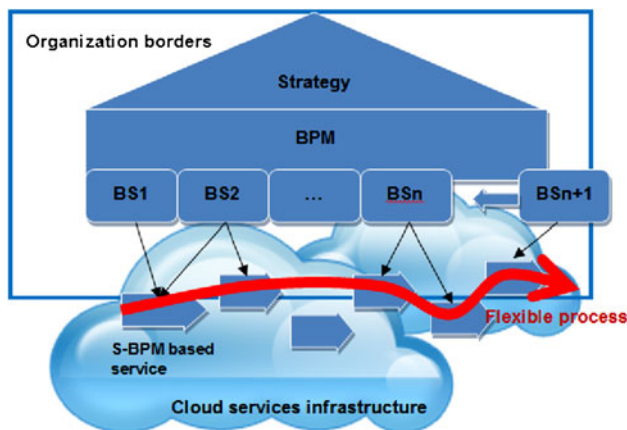 Organization borders
Strategy
BPM
BS1
BS2
...
BSn
BSn+1
Flexible process
S-BPM based
service
Cloud services infrastructure